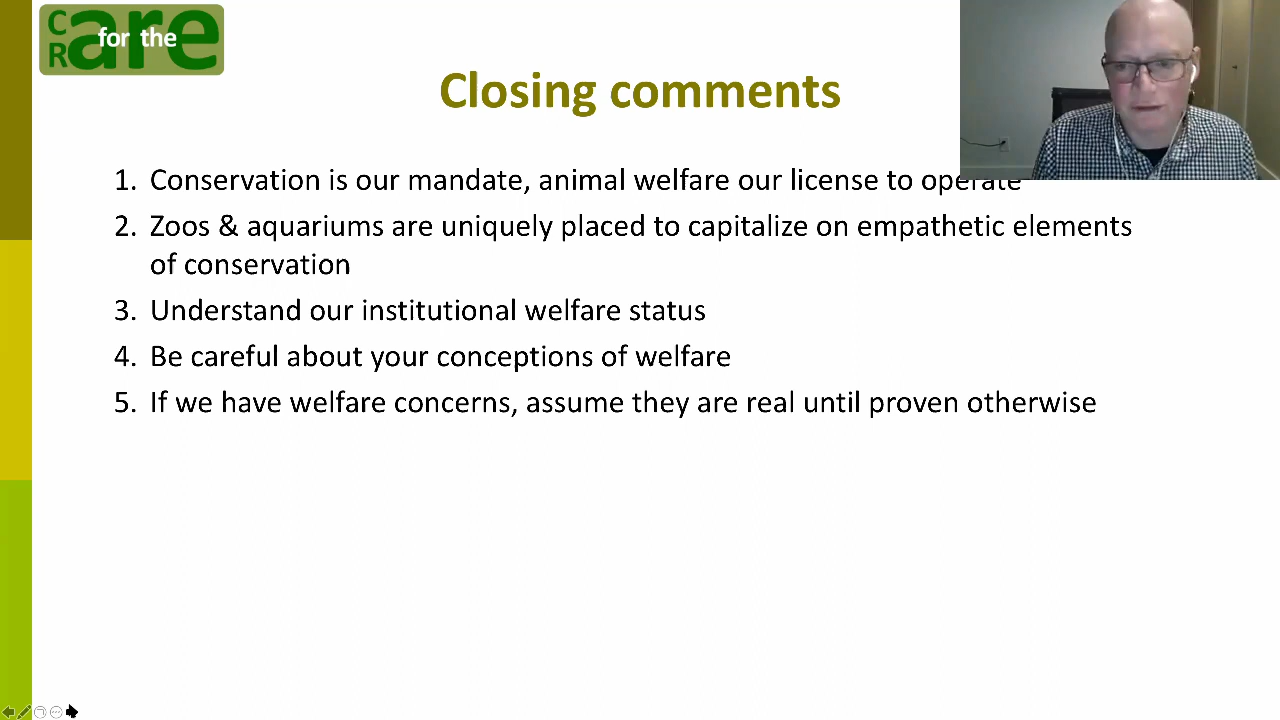 Care for the Rare
Closing comments
1. Conservation is our mandate, animal welfare our license to operate
2. Zoos & aquariums are uniquely placed to capitalize on empathetic elements
of conservation
3. Understand our institutional welfare status
4. Be careful about your conceptions of welfare
5. If we have welfare concerns, assume they are real until proven otherwise